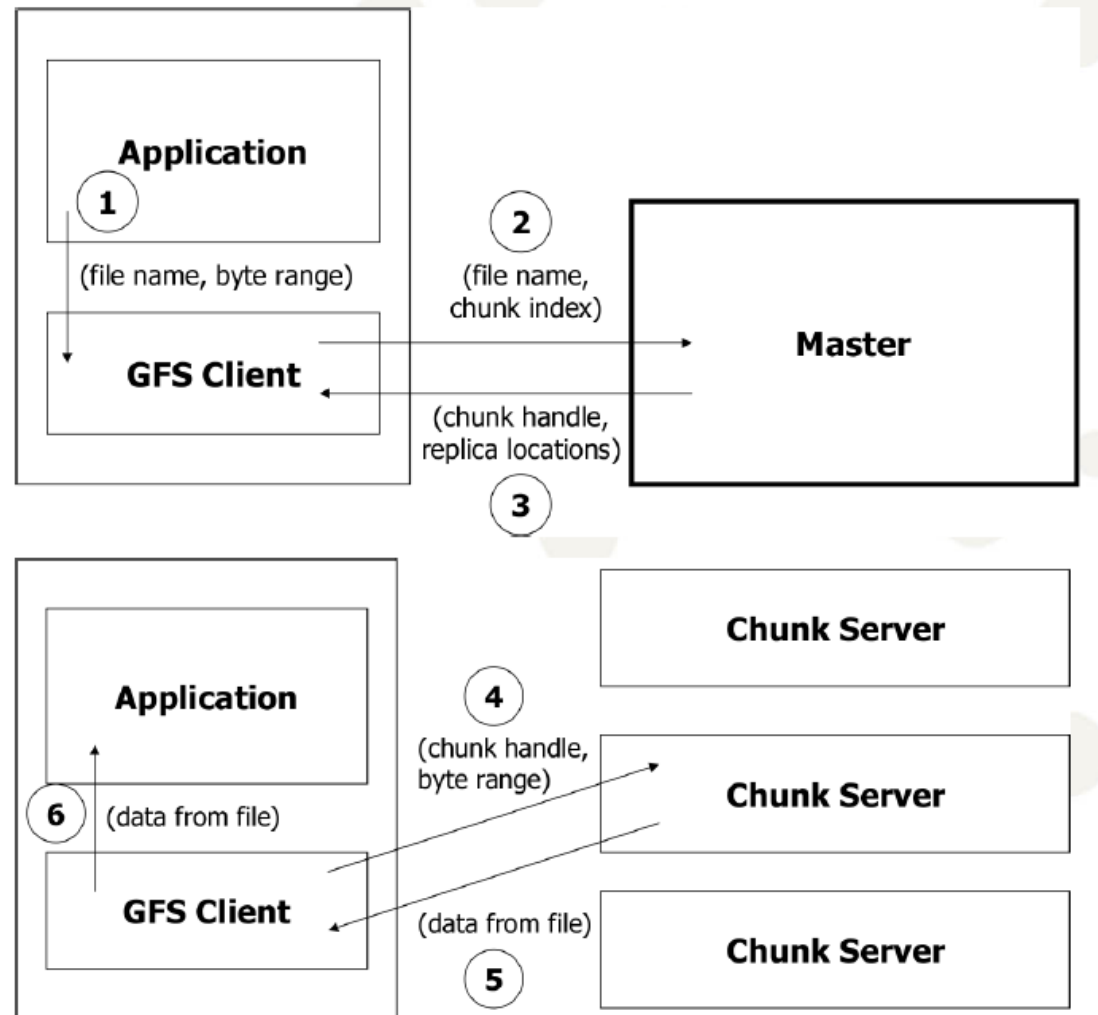 Application
1
(file name, byte range)
GFS Client
2
(file name,
chunk index)
Master
(chunk handle,
replica locations)
3
Application
6
(data from file)
GFS Client
4
(chunk handle,
byte range)
(data from file)
5
Chunk Server
Chunk Server
Chunk Server